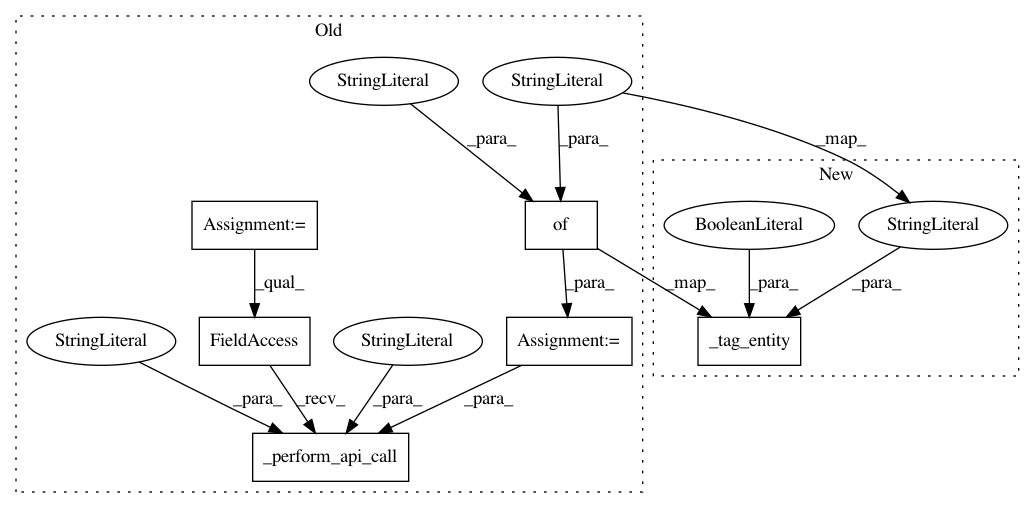 Old
StringLiteral
StringLiteral
_para_
_para_
_map_
New
Assignment:=
of
BooleanLiteral
StringLiteral
_qual_
_para_
_map_
_para_
_para_
StringLiteral
FieldAccess
StringLiteral
Assignment:=
_tag_entity
_para_
_recv_
_para_
_para_
_perform_api_call